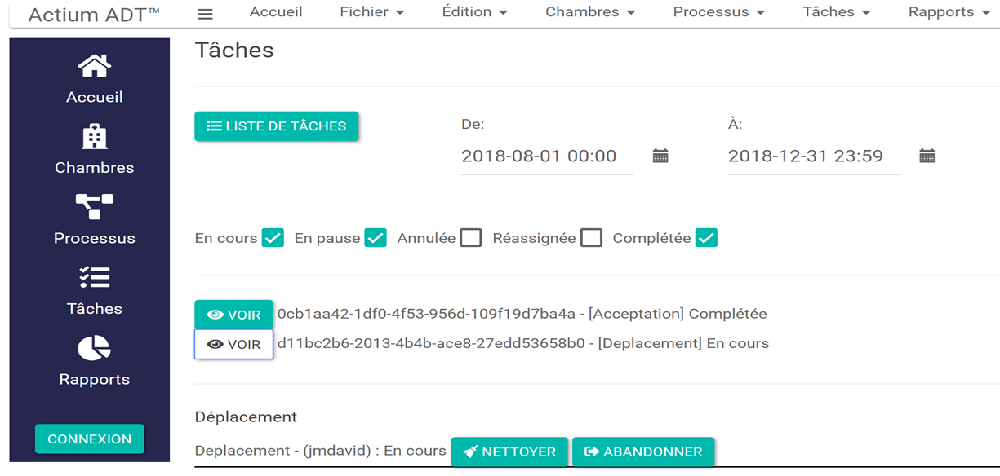 Actium ADT™ Accueil Fichier Édition Chambres Processus Tâches Rapports
Accueil
Chambres
Processus
Tâches
Rapports
CONNEXION
Tâches
LISTE DE TÂCHES
De:
2018-08-01 00:00
À:
2018-12-31 23:59
En cours En pause Annulée Réassignée Complétée
VOIR 0cb1aa42-1df0-4f53-956d-109f19d7ba4a - [Acceptation] Complétée
VOIR d11bc2b6-2013-4b4b-ace8-27edd53658b0 - [Deplacement] En cours
Déplacement
Deplacement - (jmdavid) : En cours NETTOYER ABANDONNER